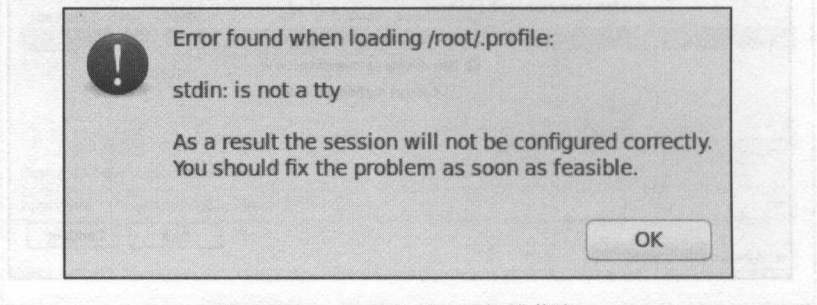 Error found when loading /root/.profile:
stdin: is not a tty
As a result the session will not be configured correctly.
You should fix the problem as soon as feasible.
OK